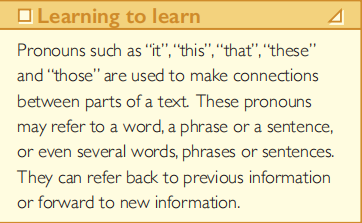 Learning to learn
Pronouns such as “it”, “this”, “that”, “these”
and “those” are used to make connections
between parts of a text. These pronouns
may refer to a word, a phrase or a sentence,
or even several words, phrases or sentences.
They can refer back to previous information
or forward to new information.